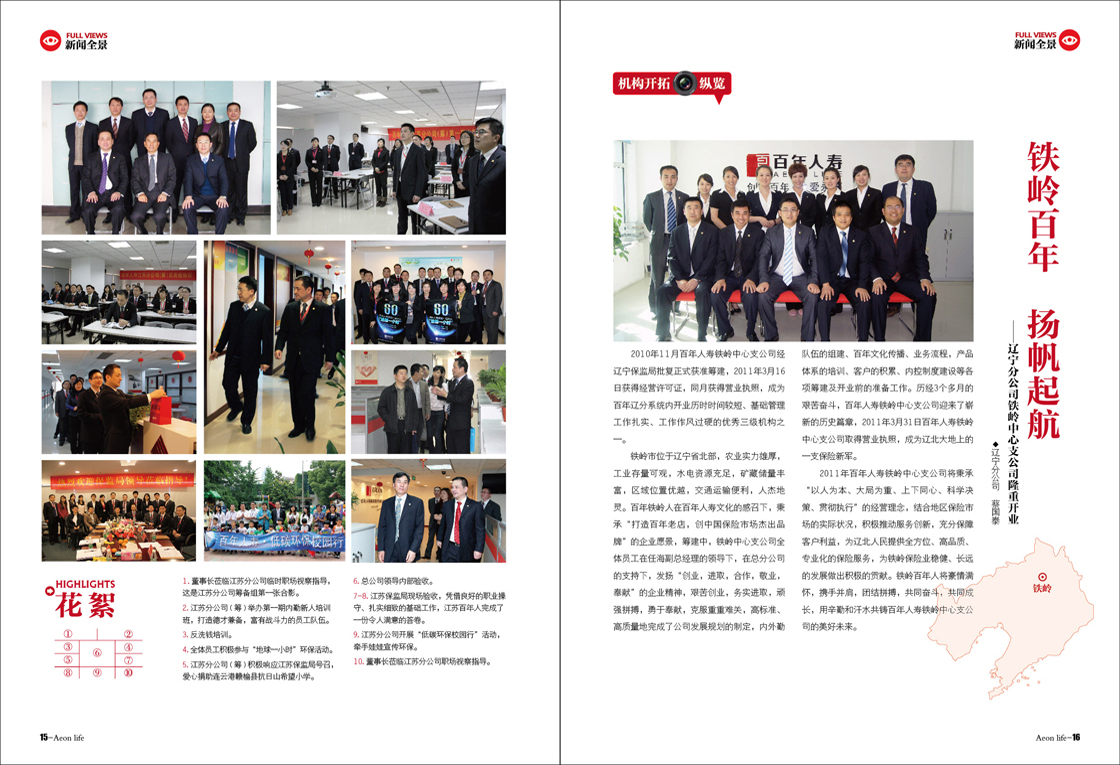 FULL VIEWS
新闻全景
HIGHLIGHTS
花絮
① ②
③ ⑥ ④
⑤ ⑦
⑧ ⑨ ⑩
1. 董事长莅临江苏分公司临时职场视察指导,
这是江苏分公司筹备组第一张合影。
2. 江苏分公司（筹）举办第一期内勤新人培训
班，打造德才兼备，富有战斗力的员工队伍。
3. 反洗钱培训。
4. 全体员工积极参与“地球一小时”环保活动。
5. 江苏分公司（筹）积极响应江苏保监局号召，
爱心捐助连云港赣榆县抗日山希望小学。
6. 总公司领导内部验收。
7-8. 江苏保监局现场验收，凭借良好的职业操
守、扎实细致的基础工作，江苏百年人完成了
一份令人满意的答卷。
9. 江苏分公司开展“低碳环保校园行”活动，
牵手娃娃宣传环保。
10. 董事长莅临江苏分公司职场视察指导。
15-Aeon life
FULL VIEWS
新闻全景
机构开拓 纵览
百年人寿
铁岭百年 扬帆起航
——辽宁分公司铁岭中心支公司隆重开业
◆辽宁分公司 蔡国泰
2010年11月百年人寿铁岭中心支公司经
辽宁保监局批复正式获准筹建，2011年3月16
日获得经营许可证，同月获得营业执照，成为
百年辽分系统内开业历时时间较短、基础管理
工作扎实、工作作风过硬的优秀三级机构之
一。
铁岭市位于辽宁省北部，农业实力雄厚，
工业存量可观，水电资源充足，矿藏储量丰
富，区域位置优越，交通运输便利，人杰地
灵。百年铁岭人在百年人寿文化的感召下，秉
承“打造百年老店，创中国保险市场杰出品
牌”的企业愿景，筹建中，铁岭中心支公司全
体员工在任海副总经理的领导下，在总分公司
的支持下，发扬“创业，进取，合作，敬业，
奉献”的企业精神，艰苦创业，务实进取，顽
强拼搏，勇于奉献，克服重重难关，高标准、
高质量地完成了公司发展规划的制定，内外勤
队伍的组建、百年文化传播、业务流程，产品
体系的培训、客户的积累、内控制度建设等各
项筹建及开业前的准备工作。历经3个多月的
艰苦奋斗，百年人寿铁岭中心支公司迎来了崭
新的历史篇章，2011年3月31日百年人寿铁岭
中心支公司取得营业执照，成为辽北大地上的
一支保险新军。
2011年百年人寿铁岭中心支公司将秉承
“以人为本、大局为重、上下同心、科学决
策、贯彻执行”的经营理念，结合地区保险市
场的实际状况，积极推动服务创新，充分保障
客户利益，为辽北人民提供全方位、高品质、
专业化的保险服务，为铁岭保险业稳健、长远
的发展做出积极的贡献。铁岭百年人将豪情满
怀，携手并肩，团结拼搏，共同奋斗，共同成
长，用辛勤和汗水共铸百年人寿铁岭中心支公
司的美好未来。
铁岭
Aeon life-16